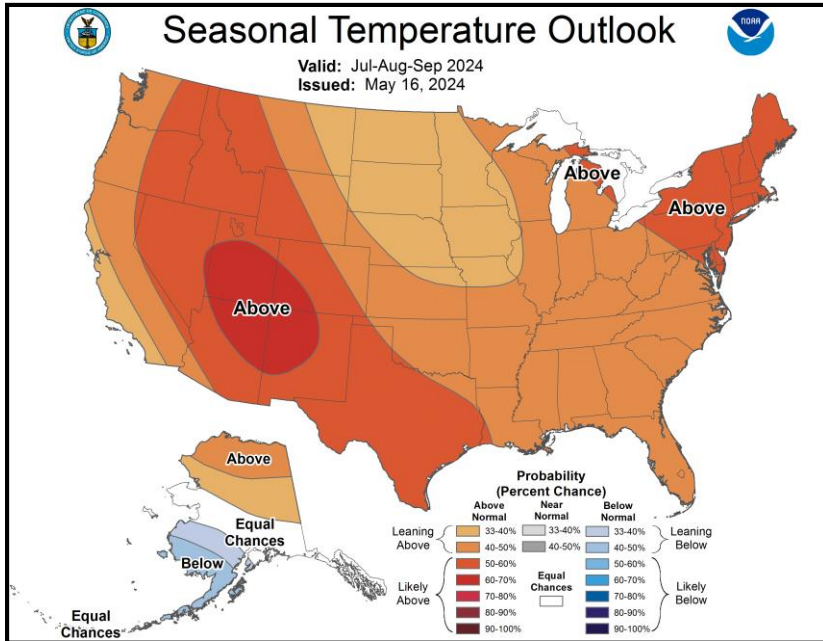 Seasonal Temperature Outlook
NOAA
Valid: Jul-Aug-Sep 2024
Issued: May 16, 2024
Above
Above
Above
Above
Equal
Chances
Below
Equal
Chances
Probability
(Percent Chance)
Above
Normal
Near
Normal
Below
Normal
Leaning
Above
33-40%
40-50%
33-40%
40-50%
33-40%
40-50%
Leaning
Below
Likely
Above
50-60%
60-70%
70-80%
80-90%
90-100%
Equal
Chances
50-60%
60-70%
70-80%
80-90%
90-100%
Likely
Below